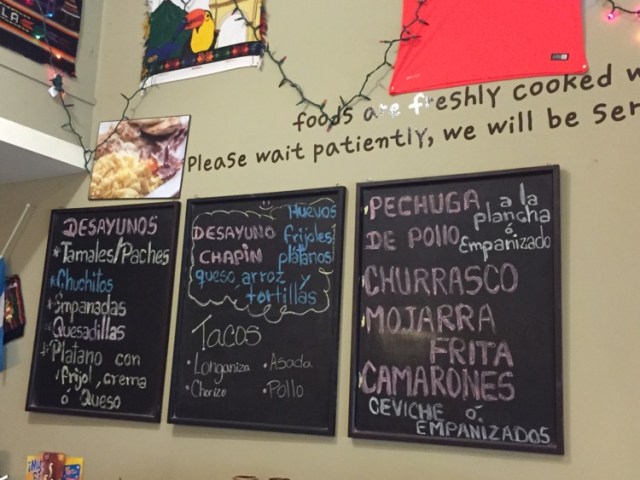 LA
foods are freshly cooked
Please wait patiently, we will be Ser
DESAYUNOS
*Tamales/Paches
*Chuchitos
*Empanadas
*Quesadillas
*Platano con
frijol, crema
ó Queso
DESAYUNO
CHAPIN
Huevos
frijoles
plátanos
queso, arroz y
tortillas
Tacos
•Longaniza •Asada
•Chorizo •Pollo
PECHUGA a la
DE POllO plancha
ó
Empanizado
CHURRASCO
MOJARRA
FRITA
CAMARONES
CEVICHE ó
EMPANIZADOS